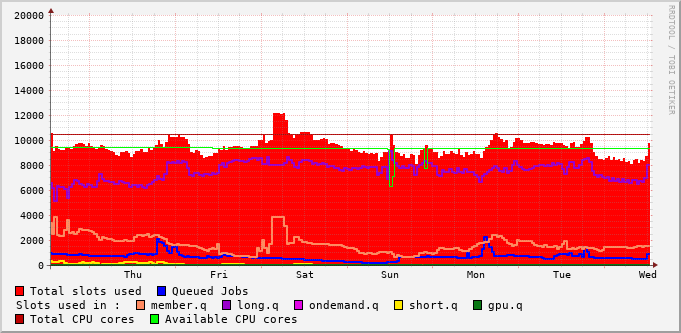 20000
18000
16000
14000
12000
10000
8000
6000
4000
2000
0
Thu Fri Sat Sun Mon Tue Wed
RRDTOOL / TOBI OETIKER
Total slots used Queued Jobs
Slots used in : member.q long.q ondemand.q short.q gpu.q
Total CPU cores Available CPU cores